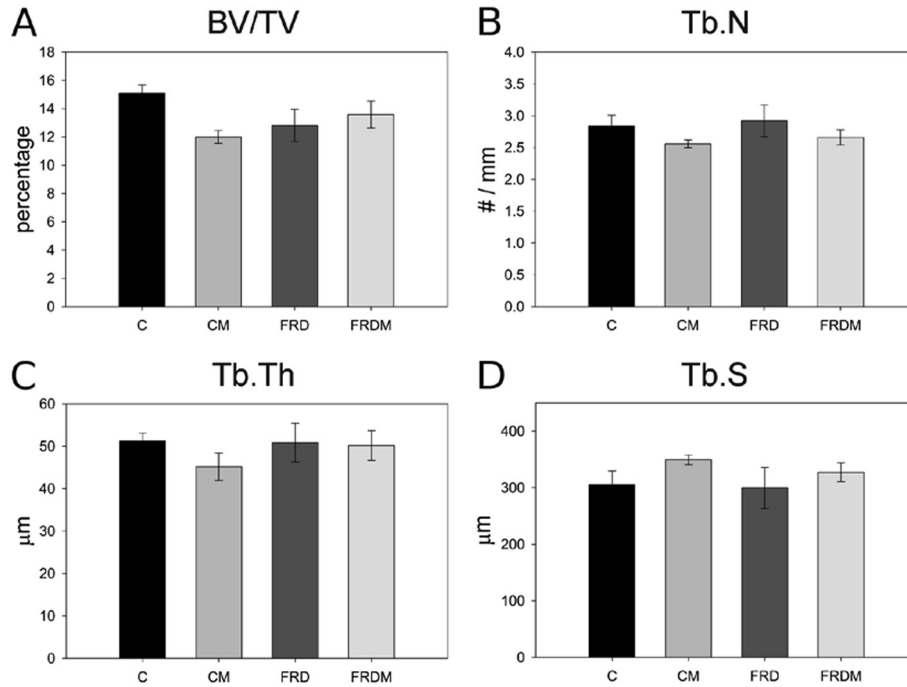 A
BV/TV
percentage
18
16
14
12
10
8
6
4
2
0
C CM FRD FRDM
B
Tb.N
# / mm
4.0
3.5
3.0
2.5
2.0
1.5
1.0
0.5
0.0
C CM FRD FRDM
C
Tb.Th
μm
60
50
40
30
20
10
0
C CM FRD FRDM
D
Tb.S
μm
400
300
200
100
0
C CM FRD FRDM